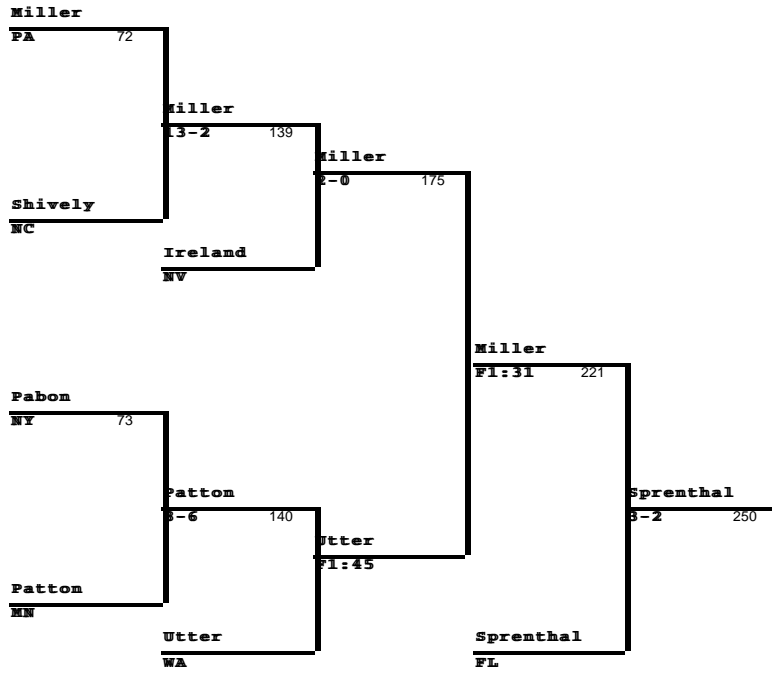 Miller
PA 72
Miller
13-2 139
Miller
2-0 175
Shively
NC
Ireland
NV
Miller
F1:31 221
Pabon
NY 73
Patton
8-6 140
Sprenthal
3-2 250
Utter
F1:45
Patton
MN
Utter
WA
Sprenthal
FL